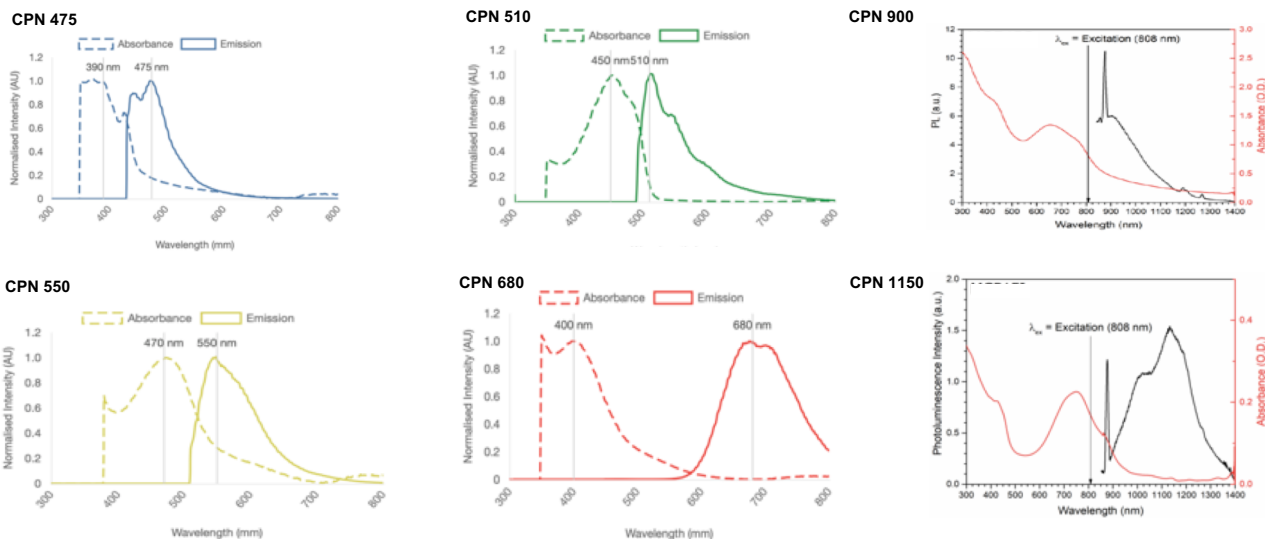 CPN 475
Absorbance Emission
390 nm 475 nm
Normalised Intensity (AU)
1.2
1.0
0.8
0.6
0.4
0.2
0
300 400 500 600 700 800
Wavelength (mm)
CPN 510
Absorbance Emission
450 nm 510 nm
Normalised Intensity (AU)
1.2
1.0
0.8
0.6
0.4
0.2
0
300 400 500 600 700 800
CPN 900
λex = Excitation (808 nm)
PL (a.u.)
12
10
8
6
4
2
0
300 400 500 600 700 800 900 1000 1100 1200 1300 1400
Wavelength (nm)
3.0
2.5
2.0
1.5
1.0
0.5
0.0
Absorbance (O.D.)
CPN 550
Absorbance Emission
470 nm 550 nm
Normalised Intensity (AU)
1.2
1.0
0.8
0.6
0.4
0.2
0
300 400 500 600 700 800
Wavelength (mm)
CPN 680
Absorbance Emission
400 nm 680 nm
Normalised Intensity (AU)
1.2
1.0
0.8
0.6
0.4
0.2
0
300 400 500 600 700 800
Wavelength (mm)
CPN 1150
λex = Excitation (808 nm)
Photoluminescence Intensity (a.u.)
2.0
1.5
1.0
0.5
0.0
300 400 500 600 700 800 900 1000 1100 1200 1300 1400
Wavelength (nm)
0.4
0.2
0.0
Absorbance (O.D.)